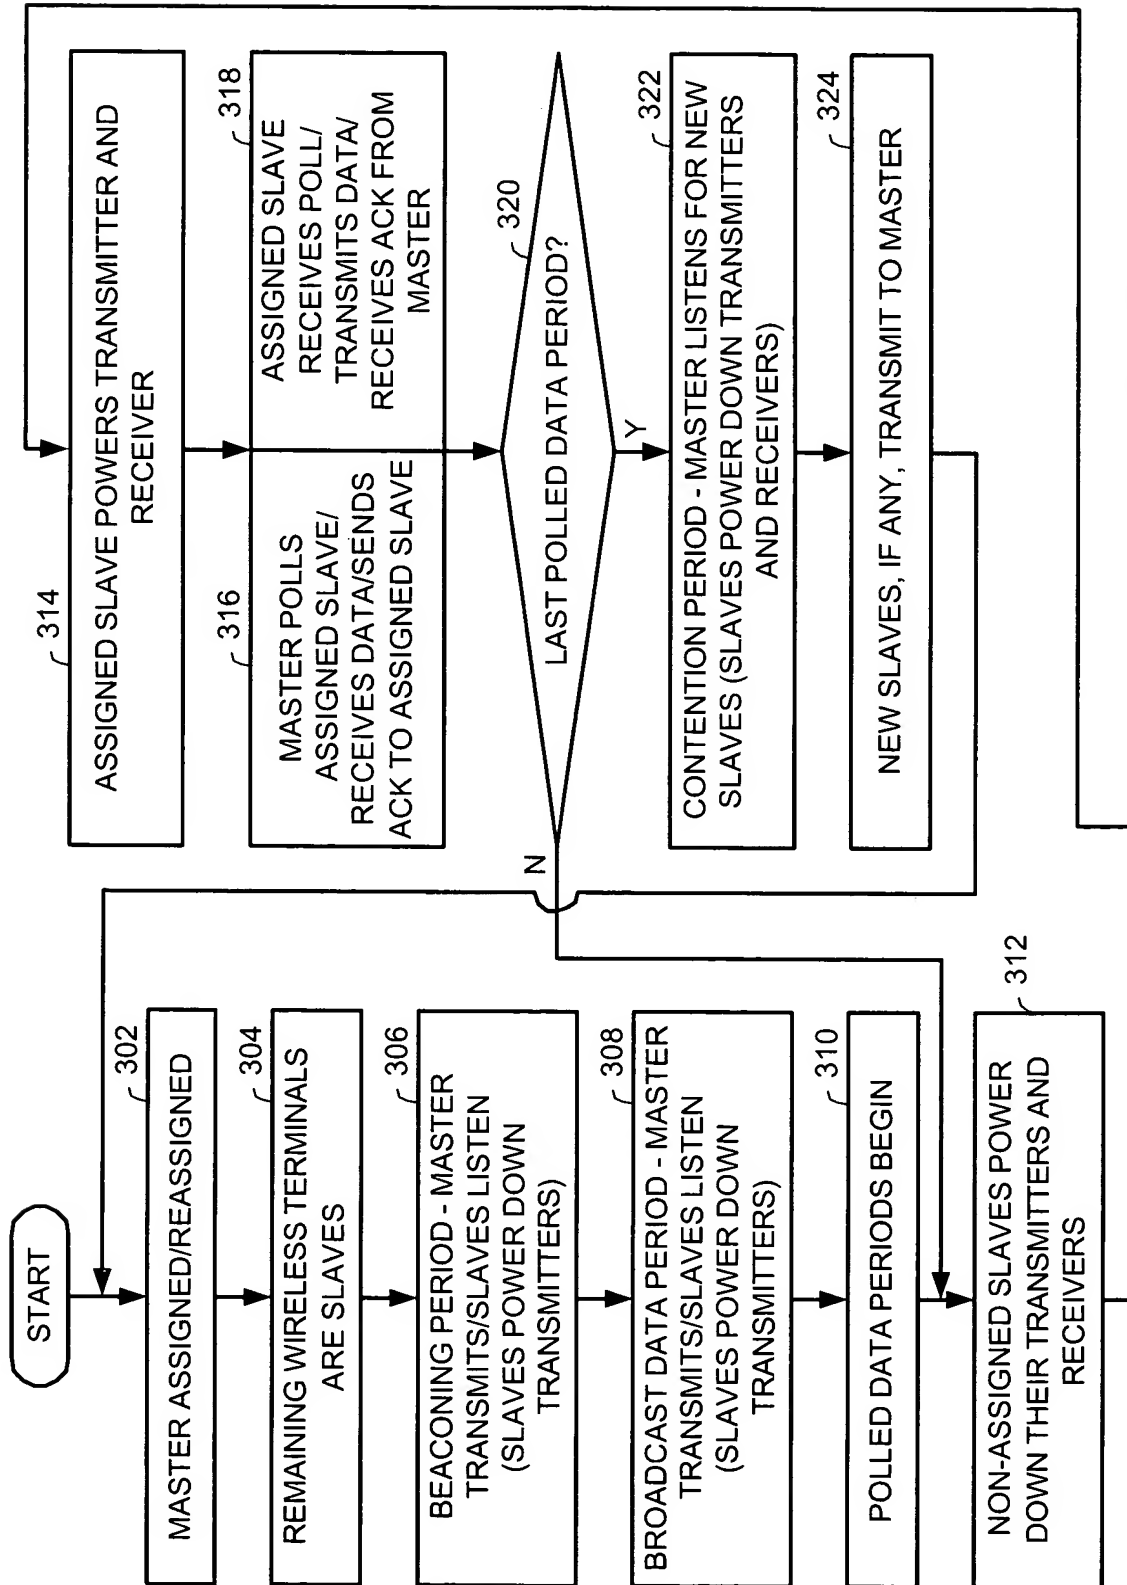 START
302
MASTER ASSIGNED/REASSIGNED
304
REMAINING WIRELESS TERMINALS
ARE SLAVES
306
BEACONING PERIOD - MASTER
TRANSMITS/SLAVES LISTEN
(SLAVES POWER DOWN
TRANSMITTERS)
308
BROADCAST DATA PERIOD - MASTER
TRANSMITS/SLAVES LISTEN
(SLAVES POWER DOWN
TRANSMITTERS)
310
POLLED DATA PERIODS BEGIN
312
NON-ASSIGNED SLAVES POWER
DOWN THEIR TRANSMITTERS AND
RECEIVERS
314
ASSIGNED SLAVE POWERS TRANSMITTER AND
RECEIVER
316
MASTER POLLS
ASSIGNED SLAVE/
RECEIVES DATA/SENDS
ACK TO ASSIGNED SLAVE
318
ASSIGNED SLAVE
RECEIVES POLL/
TRANSMITS DATA/
RECEIVES ACK FROM
MASTER
320
LAST POLLED DATA PERIOD?
N
Y
322
CONTENTION PERIOD - MASTER LISTENS FOR NEW
SLAVES (SLAVES POWER DOWN TRANSMITTERS
AND RECEIVERS)
324
NEW SLAVES, IF ANY, TRANSMIT TO MASTER